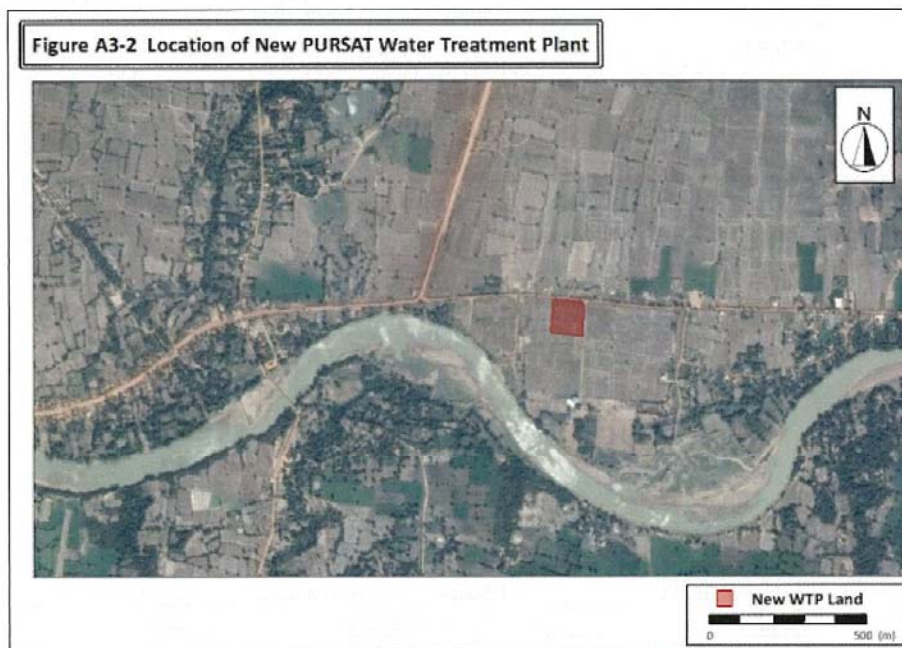 Figure A3-2 Location of New PURSAT Water Treatment Plant
N
New WTP Land
0 500 (m)